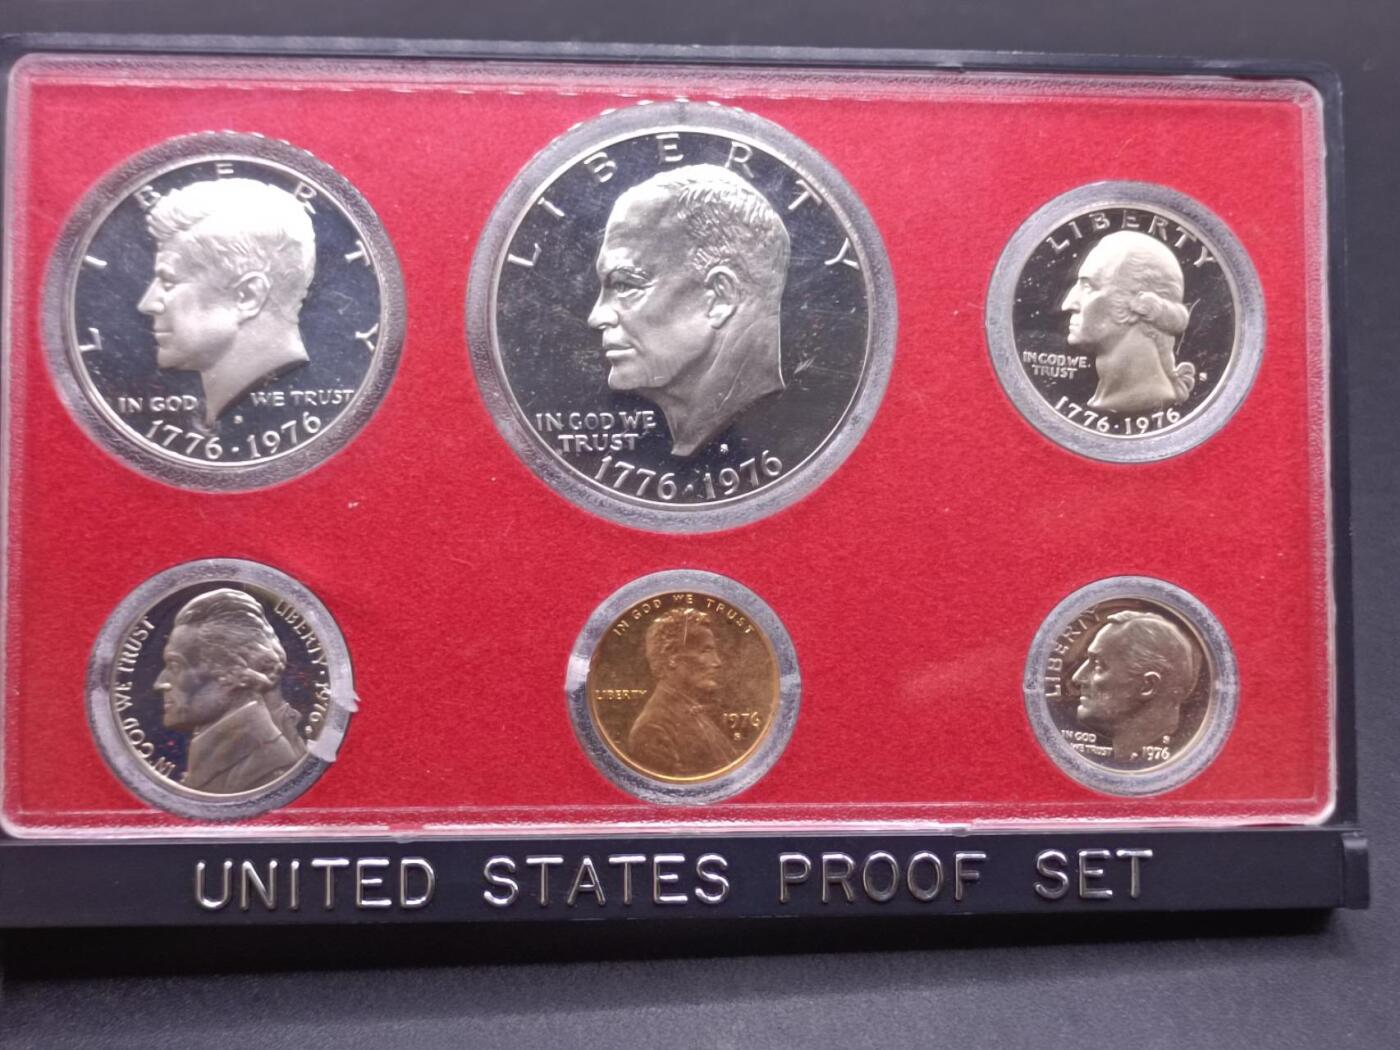 LIBERTY
IN GOD WE TRUST
S
1776·1976
LIBERTY
IN GOD WE
TRUST
S
1776·1976
LIBERTY
IN GOD WE
TRUST
S
1776·1976
IN GOD WE TRUST
LIBERTY·1976
IN GOD WE TRUST
LIBERTY
1976
S
LIBERTY
IN GOD
WE TRUST
S
1976
UNITED STATES PROOF SET